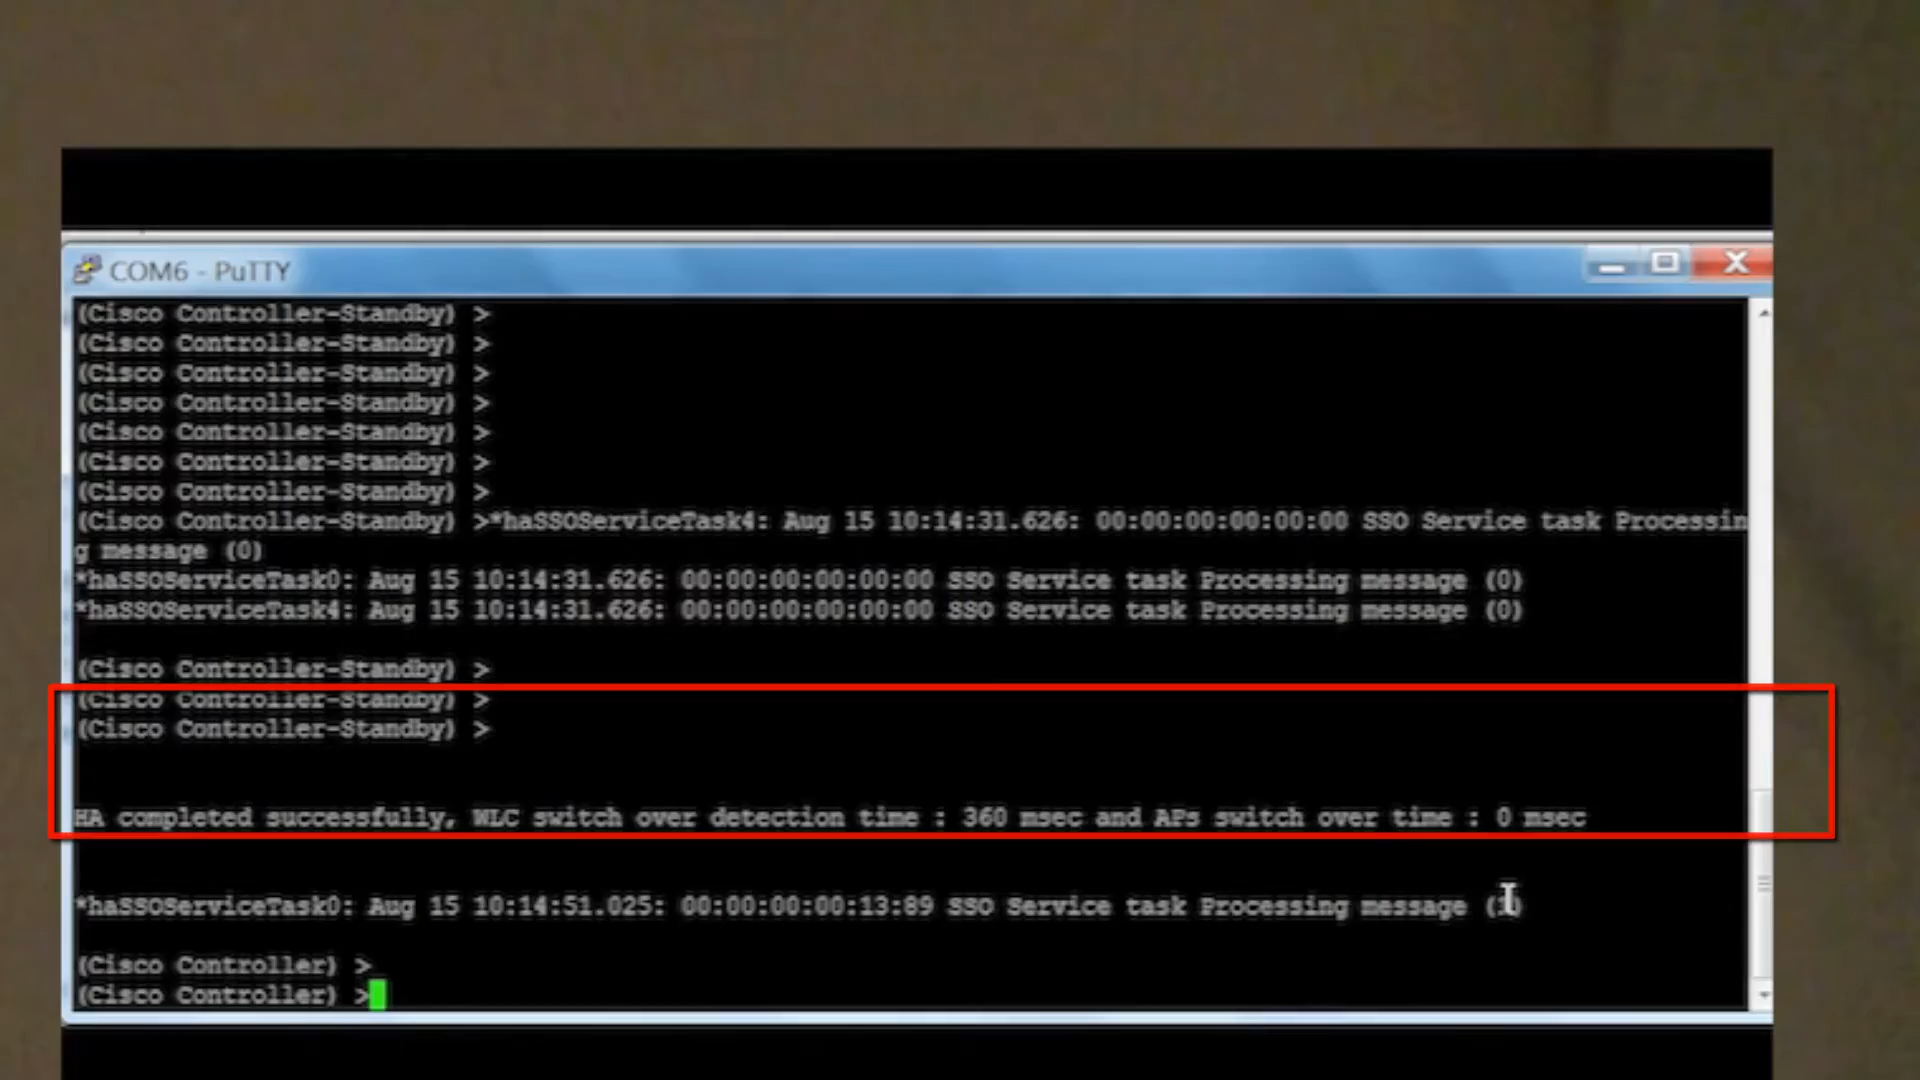 COM6 - PuTTY
(Cisco Controller-Standby) >
(Cisco Controller-Standby) >
(Cisco Controller-Standby) >
(Cisco Controller-Standby) >
(Cisco Controller-Standby) >
(Cisco Controller-Standby) >
(Cisco Controller-Standby) >
(Cisco Controller-Standby) >*haSSOServiceTask4: Aug 15 10:14:31.626: 00:00:00:00:00:00 SSO Service task Processin
g message (0)
*haSSOServiceTask0: Aug 15 10:14:31.626: 00:00:00:00:00:00 SSO Service task Processing message (0)
*haSSOServiceTask4: Aug 15 10:14:31.626: 00:00:00:00:00:00 SSO Service task Processing message (0)
(Cisco Controller-Standby) >
(Cisco Controller-Standby) >
(Cisco Controller-Standby) >
HA completed successfully, WLC switch over detection time : 360 msec and APs switch over time : 0 msec
*haSSOServiceTask0: Aug 15 10:14:51.025: 00:00:00:00:13:89 SSO Service task Processing message
(Cisco Controller) >
(Cisco Controller) >